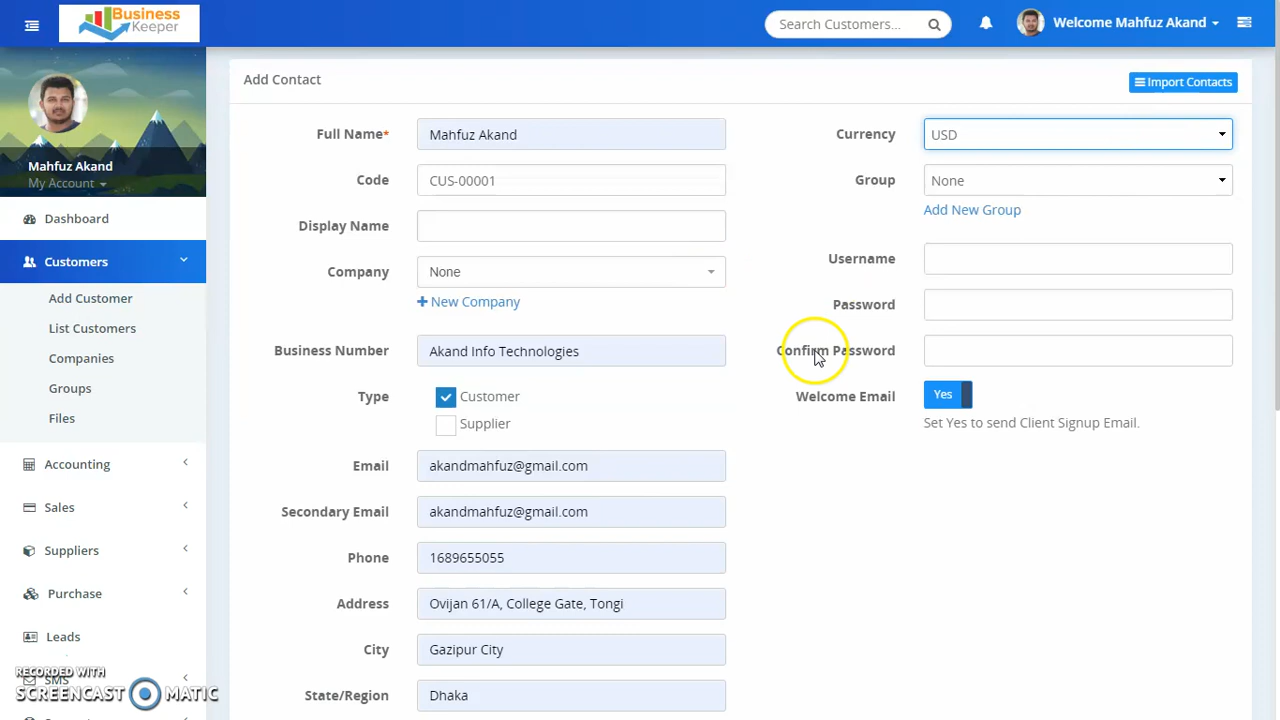 Business
Keeper
Search Customers...
Welcome Mahfuz Akand
Mahfuz Akand
My Account
Dashboard
Customers
Add Customer
List Customers
Companies
Groups
Files
Accounting
Sales
Suppliers
Purchase
Leads
SMS
Add Contact
Import Contacts
Full Name* Mahfuz Akand
Code CUS-00001
Display Name
Company None
New Company
Business Number Akand Info Technologies
Type Customer
Supplier
Email akandmahfuz@gmail.com
Secondary Email akandmahfuz@gmail.com
Phone 1689655055
Address Ovijan 61/A, College Gate, Tongi
City Gazipur City
State/Region Dhaka
Currency USD
Group None
Add New Group
Username
Password
Confirm Password
Welcome Email Yes
Set Yes to send Client Signup Email.
RECORDED WITH
SCREENCAST MATIC